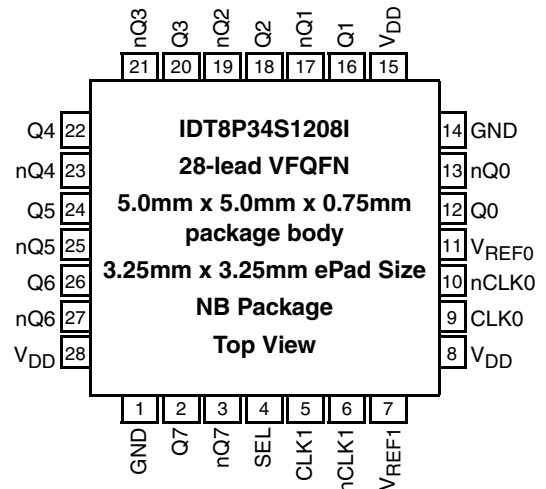 nQ3 Q3 nQ2 Q2 nQ1 Q1 VDD
21 20 19 18 17 16 15
Q4 22
nQ4 23
Q5 24
nQ5 25
Q6 26
nQ6 27
VDD 28
IDT8P34S1208I
28-lead VFQFN
5.0mm x 5.0mm x 0.75mm
package body
3.25mm x 3.25mm ePad Size
NB Package
Top View
14 GND
13 nQ0
12 Q0
11 VREF0
10 nCLK0
9 CLK0
8 VDD
1 2 3 4 5 6 7
GND Q7 nQ7 SEL CLK1 nCLK1 VREF1